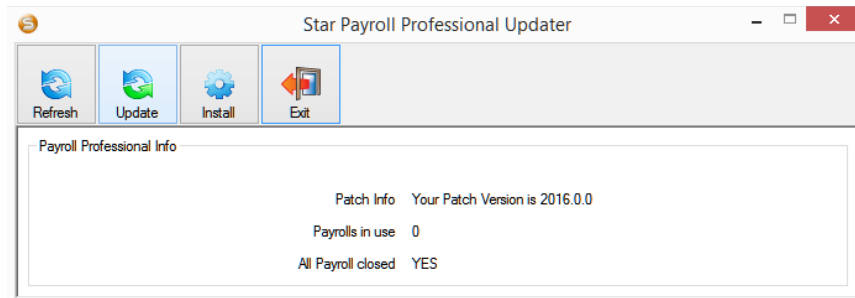 Star Payroll Professional Updater
Refresh Update Install Exit
Payroll Professional Info
Patch Info Your Patch Version is 2016.0.0
Payrolls in use 0
All Payroll closed YES